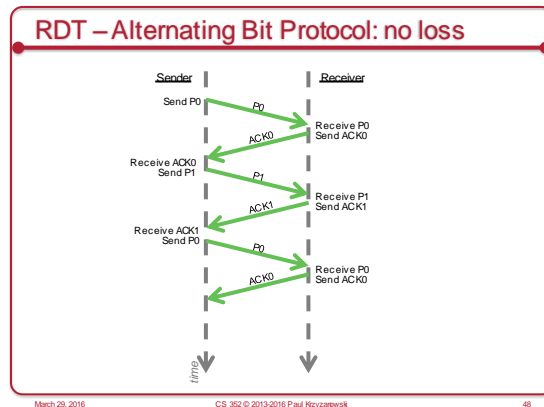 RDT – Alternating Bit Protocol: no loss
Sender
Receiver
Send P0
P0
Receive P0
Send ACK0
ACK0
Receive ACK0
Send P1
P1
Receive P1
Send ACK1
ACK1
Receive ACK1
Send P0
P0
Receive P0
Send ACK0
ACK0
time
March 29, 2016
CS 352 © 2013-2016 Paul Krzyzanowski
48